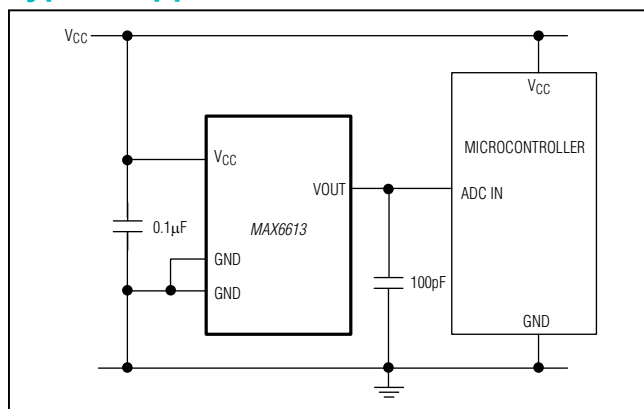 VCC
VCC
MICROCONTROLLER
VCC
VOUT
ADC IN
0.1μF
MAX6613
GND
GND
100pF
GND